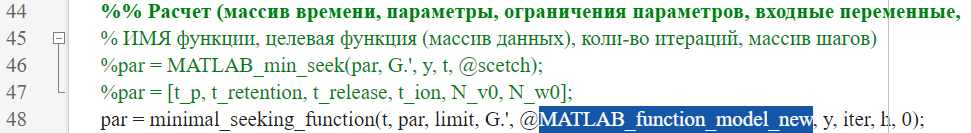 44 %% Расчет (массив времени, параметры, ограничения параметров, входные переменные,
45 % ИМЯ функции, целевая функция (массив данных), коли-во итераций, массив шагов)
46 %par = MATLAB_min_seek(par, G.', y, t, @scetch);
47 %par = [t_p, t_retention, t_release, t_ion, N_v0, N_w0];
48 par = minimal_seeking_function(t, par, limit, G.', @MATLAB_function_model_new, y, iter, h, 0);